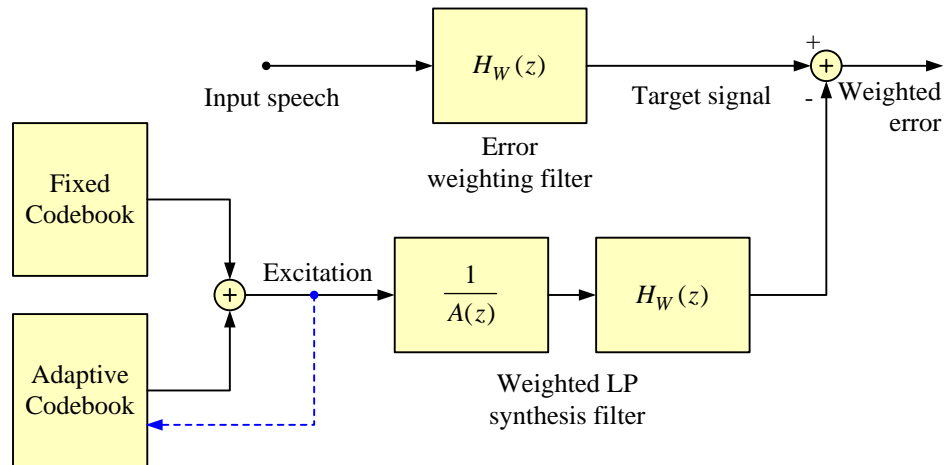 H_W(z)
+
+
-
Input speech
Target signal
Weighted
error
Error
weighting filter
Fixed
Codebook
Excitation
+
1
A(z)
H_W(z)
Adaptive
Codebook
Weighted LP
synthesis filter